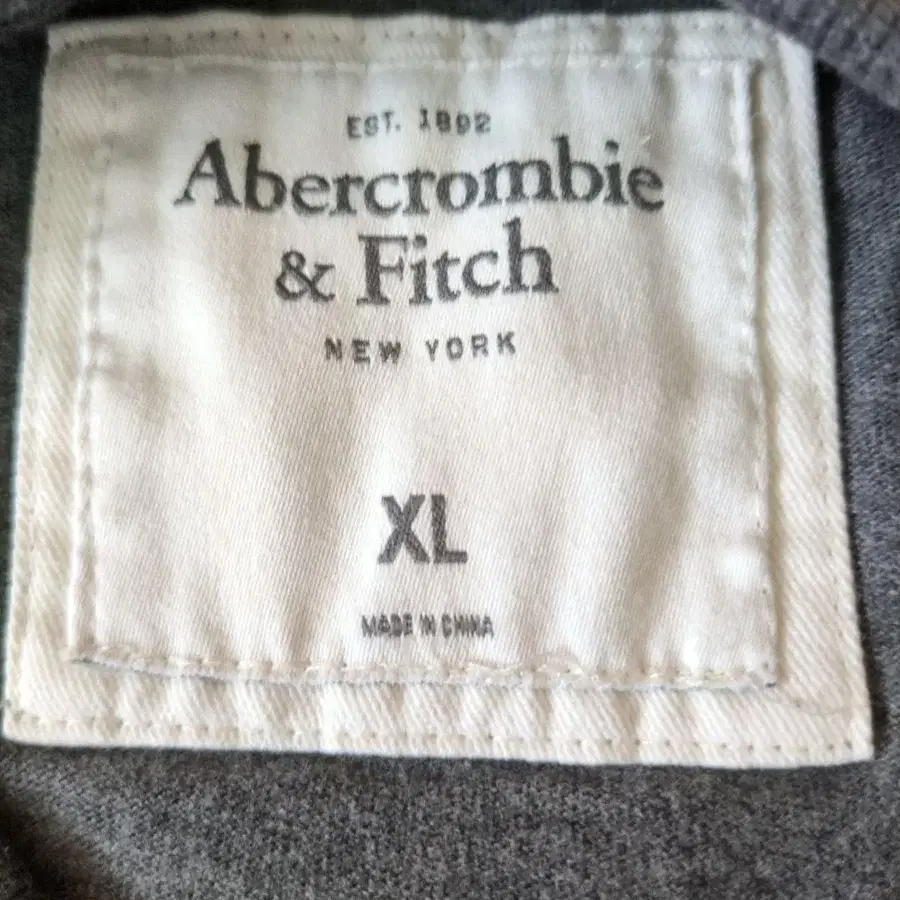 EST. 1892
Abercrombie
& Fitch
NEW YORK
XL
MADE IN CHINA